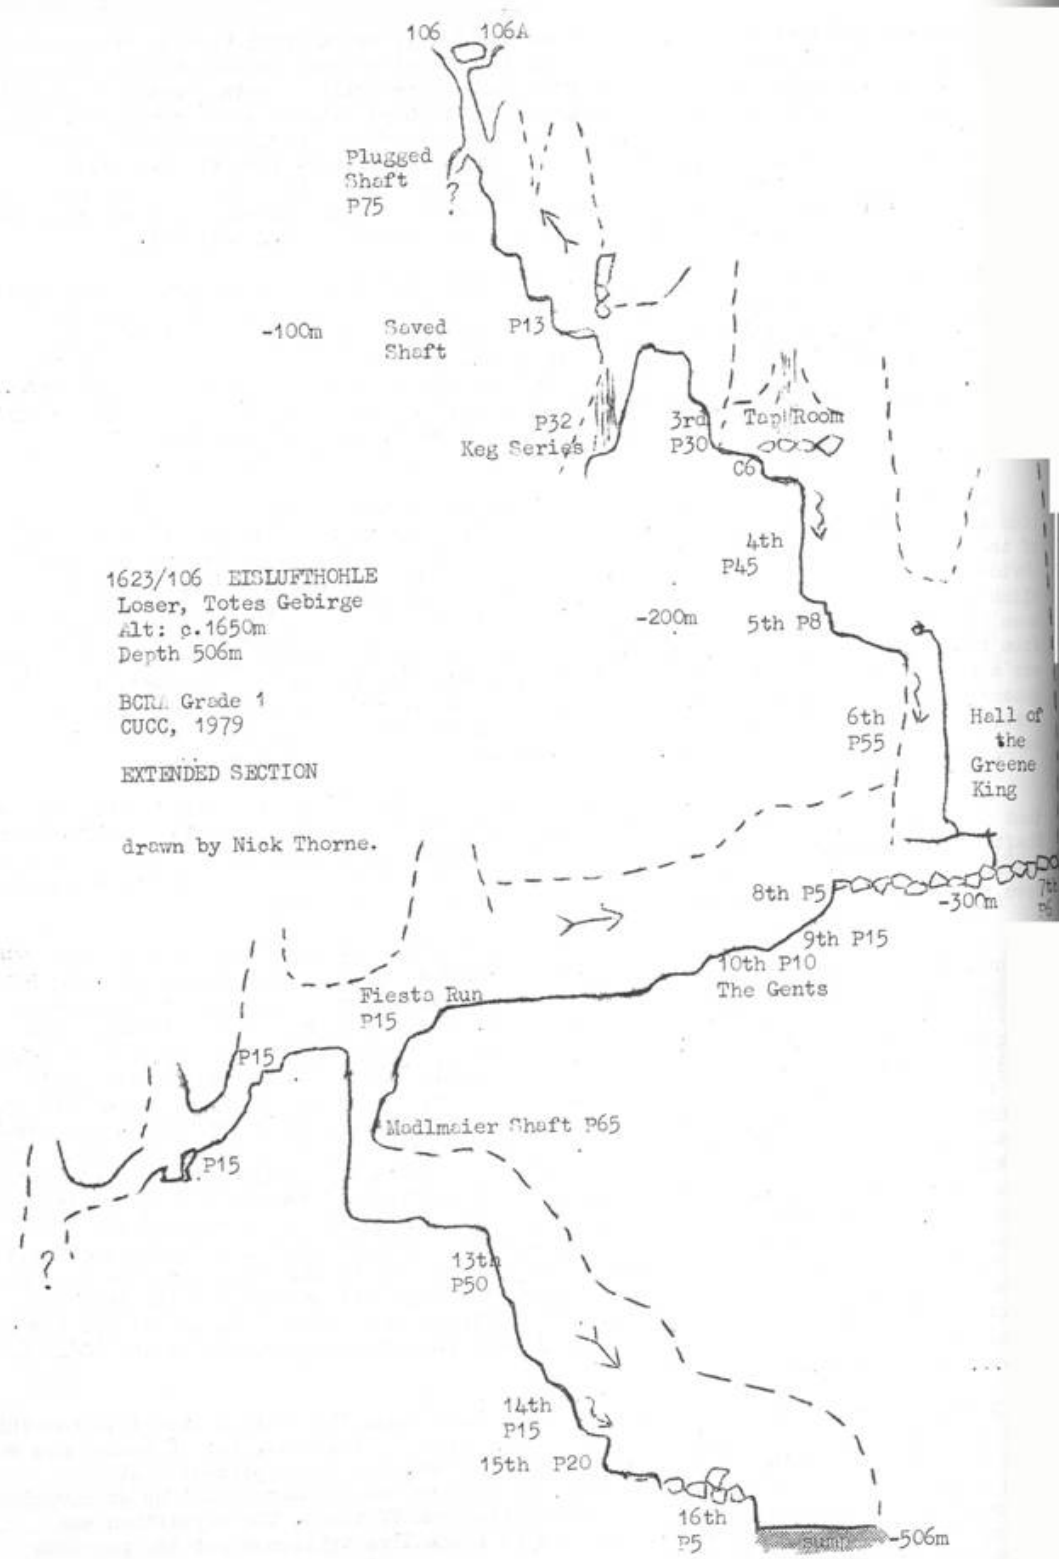 106 106A
Plugged
Shaft
P75
?
-100m
Saved
Shaft
P13
P32
Keg Series
3rd
P30
Tap Room
C6
4th
P45
1623/106 EISLUFTHOHLE
Loser, Totes Gebirge
Alt: c.1650m
Depth 506m
BCRA Grade 1
CUCC, 1979
EXTENDED SECTION
drawn by Nick Thorne.
-200m
5th P8
6th
P55
Hall of
the
Greene
King
8th P5
-300m
7th
9th P15
10th P10
The Gents
Fiesta Run
P15
P15
Madlmaier Shaft P65
P15
?
13th
P50
14th
P15
15th P20
16th
P5
sump
-506m